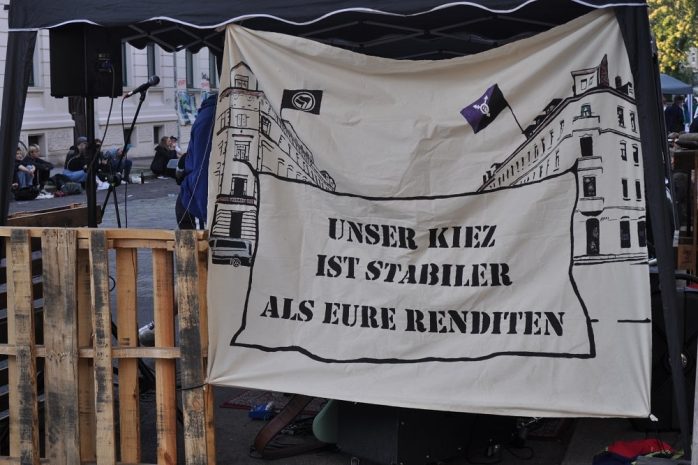 UNSER KIEZ
IST STABILER
ALS EURE RENDITEN